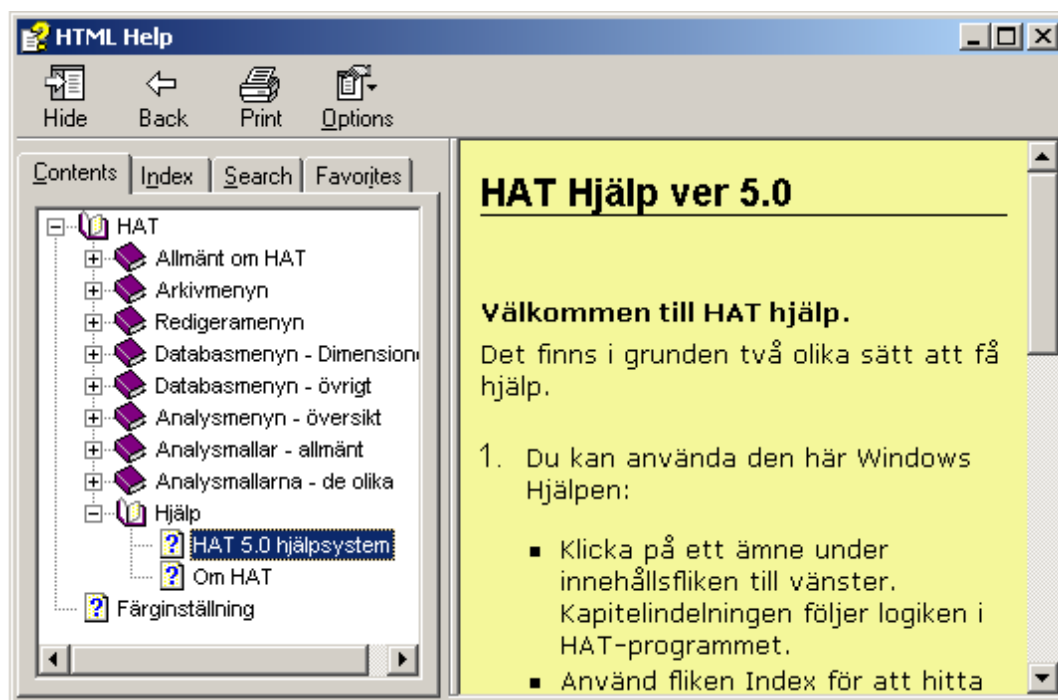 HTML Help
Hide Back Print Options
Contents Index Search Favorites
HAT
Allmänt om HAT
Arkivmenyn
Redigeramenyn
Databasmenyn - Dimension
Databasmenyn - övrigt
Analysmenyn - översikt
Analysmallar - allmänt
Analysmallarna - de olika
Hjälp
HAT 5.0 hjälpsystem
Om HAT
Färginställning
HAT Hjälp ver 5.0
Välkommen till HAT hjälp.
Det finns i grunden två olika sätt att få
hjälp.
1. Du kan använda den här Windows
Hjälpen:
▪ Klicka på ett ämne under
innehållsfliken till vänster.
Kapitelindelningen följer logiken i
HAT-programmet.
▪ Använd fliken Index för att hitta